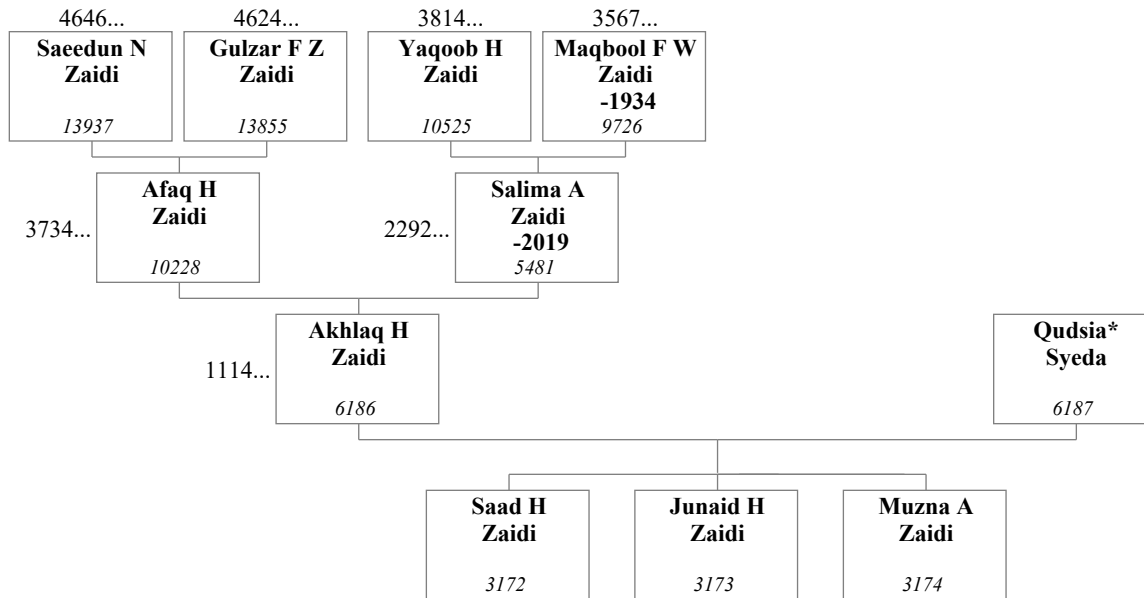 4646...
4624...
3814...
3567...
Saeedun N
Zaidi
13937
Gulzar F Z
Zaidi
13855
Yaqoob H
Zaidi
10525
Maqbool F W
Zaidi
-1934
9726
3734...
Afaq H
Zaidi
10228
2292...
Salima A
Zaidi
-2019
5481
1114...
Akhlaq H
Zaidi
6186
Qudsia*
Syeda
6187
Saad H
Zaidi
3172
Junaid H
Zaidi
3173
Muzna A
Zaidi
3174